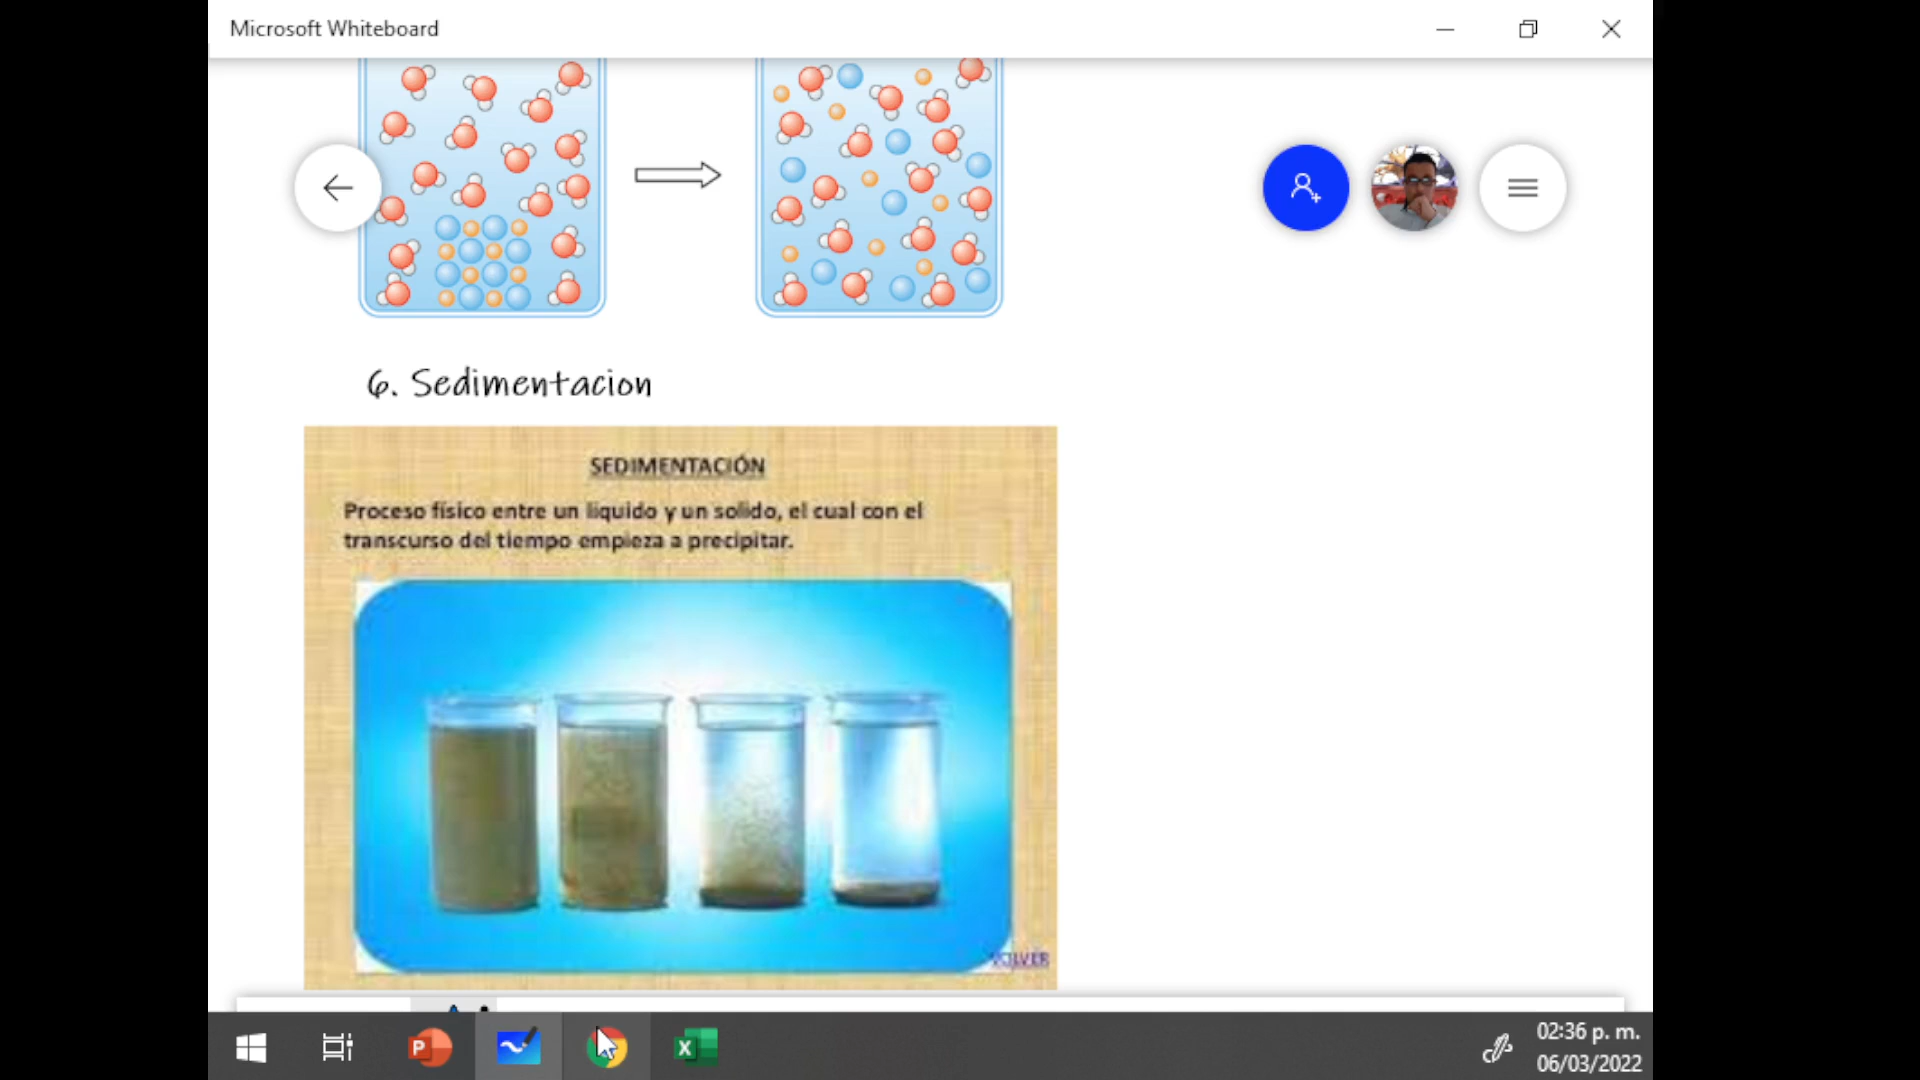 Microsoft Whiteboard
6. Sedimentacion
SEDIMENTACIÓN
Proceso físico entre un liquido y un solido, el cual con el
transcurso del tiempo empieza a precipitar.
VOLVER
02:36 p. m.
06/03/2022